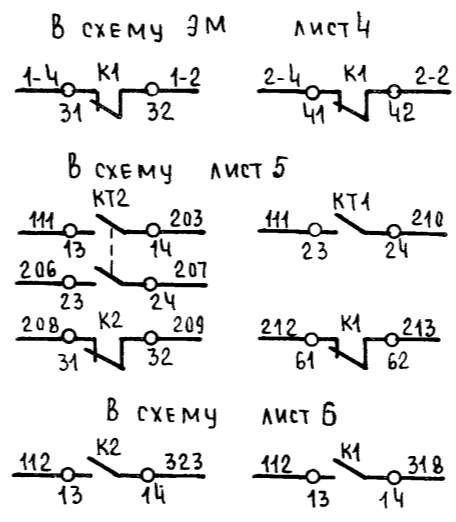 В СХЕМУ ЭМ ЛИСТ 4
1-4 К1 1-2 2-4 К1 2-2
31 32 41 42
В СХЕМУ ЛИСТ 5
КТ2 КТ1
111 203 111 210
13 14 23 24
206 207
23 24
208 К2 209 212 К1 213
31 32 61 62
В СХЕМУ ЛИСТ 6
112 К2 323 112 К1 318
13 14 13 14